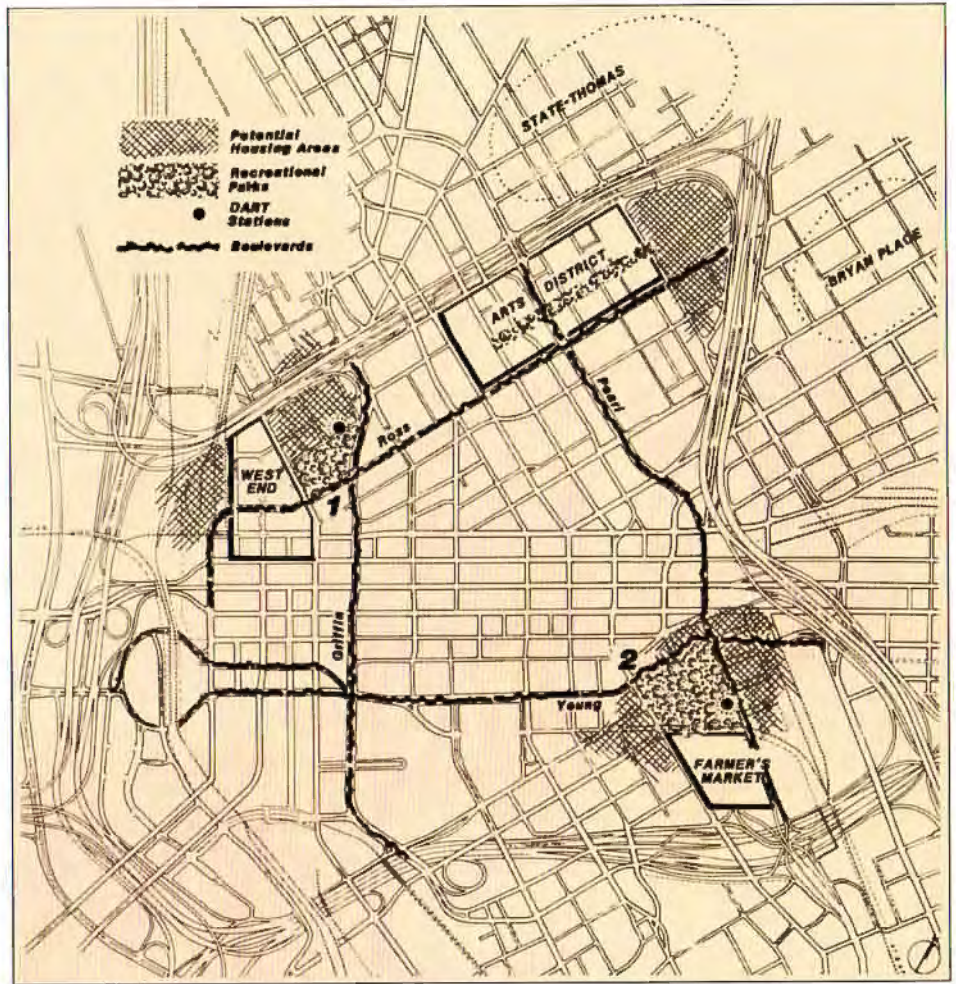 STATE-THOMAS
Potential
Housing Areas
Recreational
Parks
DART
Stations
Boulevards
BRYAN PLACE
ARTS DISTRICT
Pearl
Ross
WEST
END
1
Griffin
2
Young
FARMER'S
MARKET